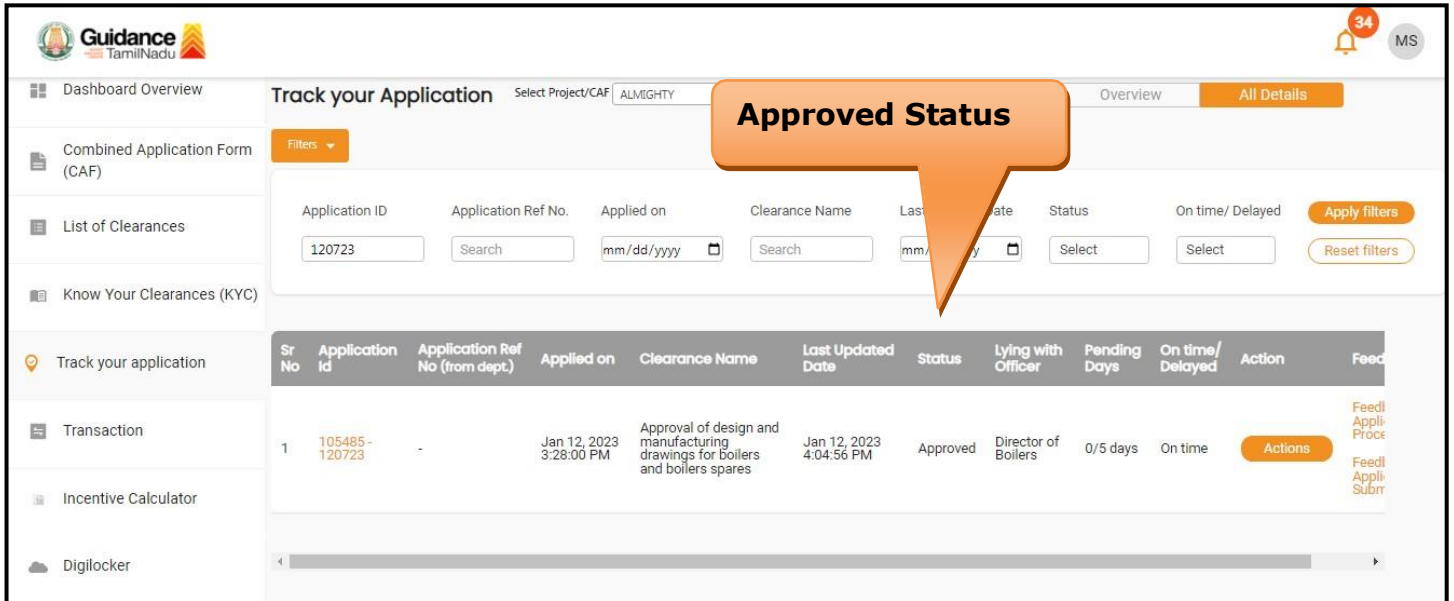 Guidance
TamilNadu
34
MS
Dashboard Overview
Combined Application Form
(CAF)
List of Clearances
Know Your Clearances (KYC)
Track your application
Transaction
Incentive Calculator
Digilocker
Track your Application Select Project/CAF ALMIGHTY Overview All Details
Approved Status
Filters
Application ID Application Ref No. Applied on Clearance Name Status On time/ Delayed Apply filters
120723 Search mm/dd/yyyy Search Select Select Reset filters
Sr No Application Id Application Ref No (from dept.) Applied on Clearance Name Last Updated Date Status Lying with Officer Pending Days On time/ Delayed Action Feed
1 105485 - 120723 - Jan 12, 2023 3:28:00 PM Approval of design and manufacturing drawings for boilers and boilers spares Jan 12, 2023 4:04:56 PM Approved Director of Boilers 0/5 days On time Actions